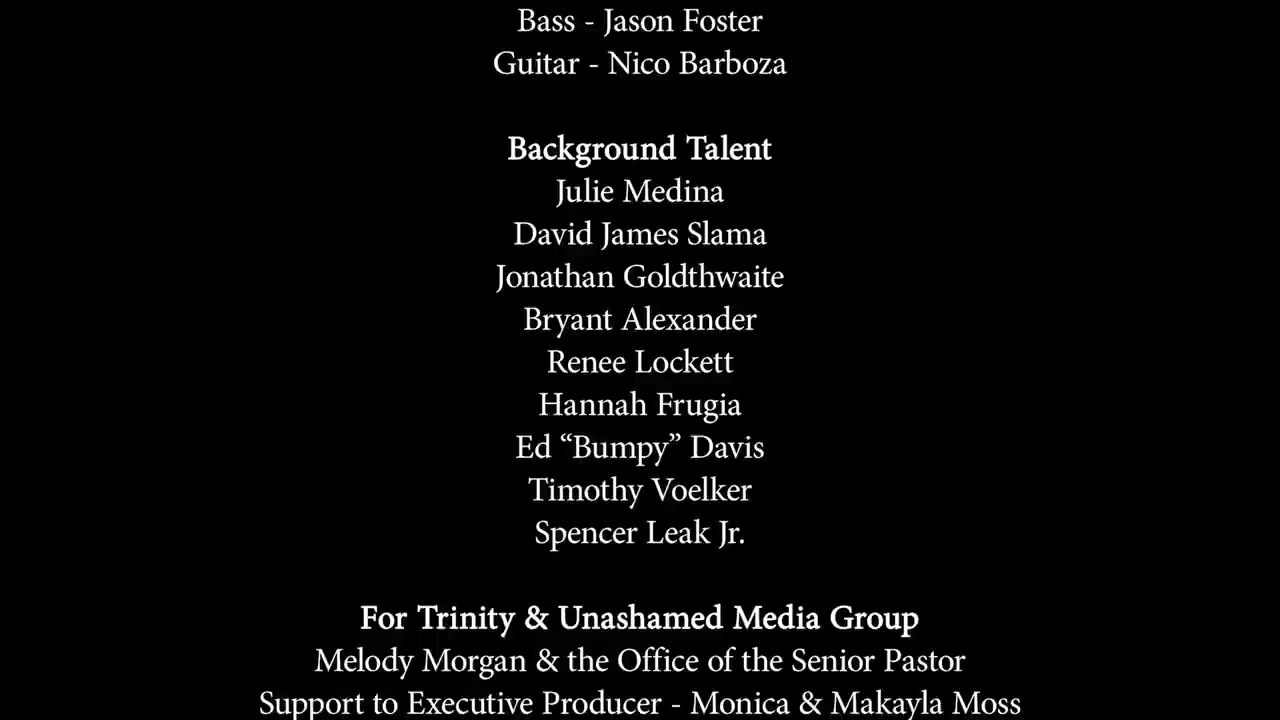 Bass - Jason Foster
Guitar - Nico Barboza
Background Talent
Julie Medina
David James Slama
Jonathan Goldthwaite
Bryant Alexander
Renee Lockett
Hannah Frugia
Ed “Bumpy” Davis
Timothy Voelker
Spencer Leak Jr.
For Trinity & Unashamed Media Group
Melody Morgan & the Office of the Senior Pastor
Support to Executive Producer - Monica & Makayla Moss